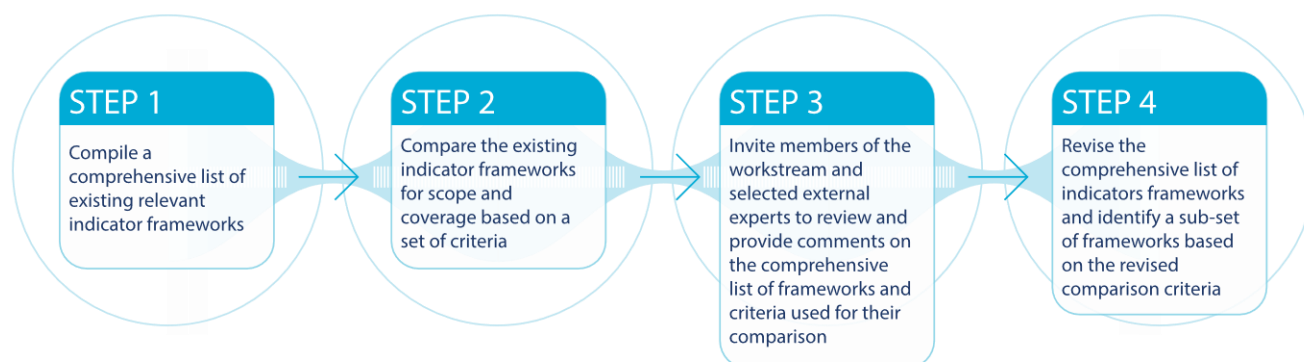 STEP 1
Compile a
comprehensive list of
existing relevant
indicator frameworks
STEP 2
Compare the existing
indicator frameworks
for scope and
coverage based on a
set of criteria
STEP 3
Invite members of the
workstream and
selected external
experts to review and
provide comments on
the comprehensive
list of frameworks and
criteria used for their
comparison
STEP 4
Revise the
comprehensive list of
indicators frameworks
and identify a sub-set
of frameworks based
on the revised
comparison criteria